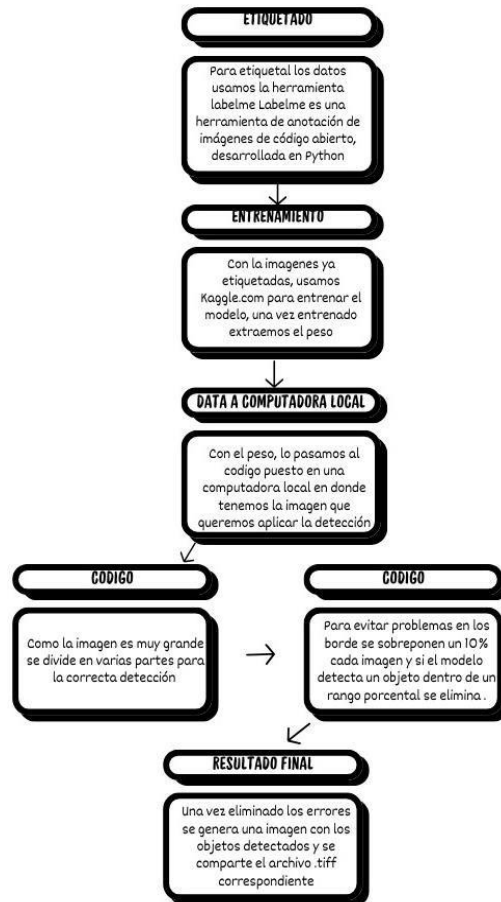 ETIQUETADO
Para etiquetal los datos
usamos la herramienta
labelme Labelme es una
herramienta de anotación de
imágenes de código abierto,
desarrollada en Python
ENTRENAMIENTO
Con la imagenes ya
etiquetadas, usamos
Kaggle.com para entrenar el
modelo, una vez entrenado
extraemos el peso
DATA A COMPUTADORA LOCAL
Con el peso, lo pasamos al
codigo puesto en una
computadora local en donde
tenemos la imagen que
queremos aplicar la detección
CODIGO
Como la imagen es muy grande
se divide en varias partes para
la correcta detección
CODIGO
Para evitar problemas en los
borde se sobreponen un 10%
cada imagen y si el modelo
detecta un objeto dentro de un
rango porcental se elimina .
RESULTADO FINAL
Una vez eliminado los errores
se genera una imagen con los
objetos detectados y se
comparte el archivo .tiff
correspondiente